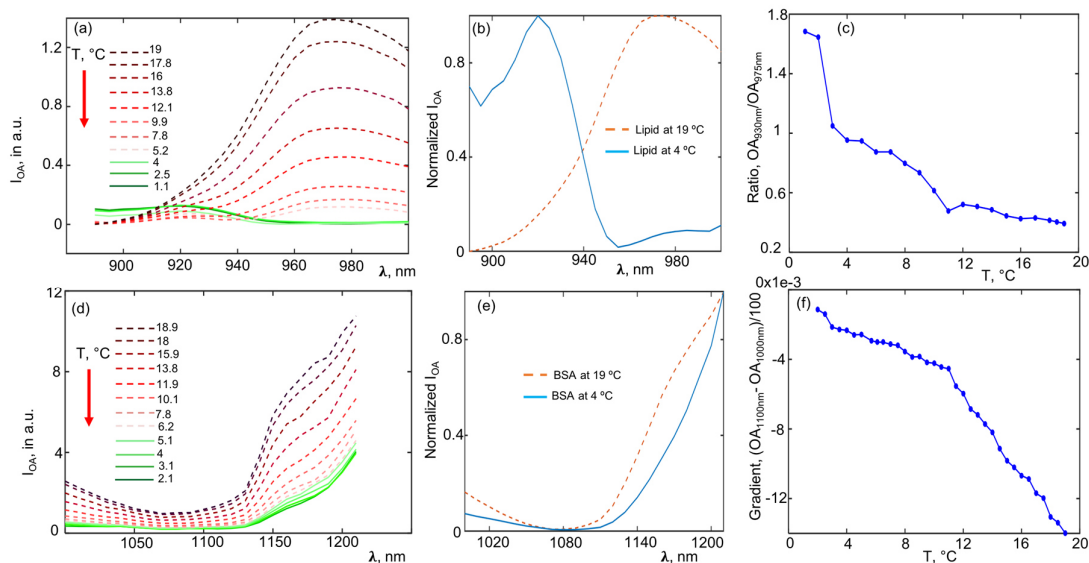 (a)
T, °C
19
17.8
16
13.8
12.1
9.9
7.8
5.2
4
2.5
1.1
I_OA, in a.u.
1.2
0.8
0.4
0
900 920 940 960 980
λ, nm
(b)
Normalized I_OA
0.8
0.4
0
Lipid at 19 ºC
Lipid at 4 ºC
900 940 980
λ, nm
(c)
Ratio, OA_930nm/OA_975nm
1.8
1.4
1
0.6
0.2
0 4 8 12 16 20
T, °C
(d)
T, °C
18.9
18
15.9
13.8
11.9
10.1
7.8
6.2
5.1
4
3.1
2.1
I_OA, in a.u.
12
8
4
0
1050 1100 1150 1200
λ, nm
(e)
Normalized I_OA
0.8
0.4
0
BSA at 19 ºC
BSA at 4 ºC
1020 1080 1140 1200
λ, nm
(f)
0x1e-3
Gradient, (OA_1100nm- OA_1000nm)/100
-4
-8
-12
0 4 8 12 16 20
T, °C